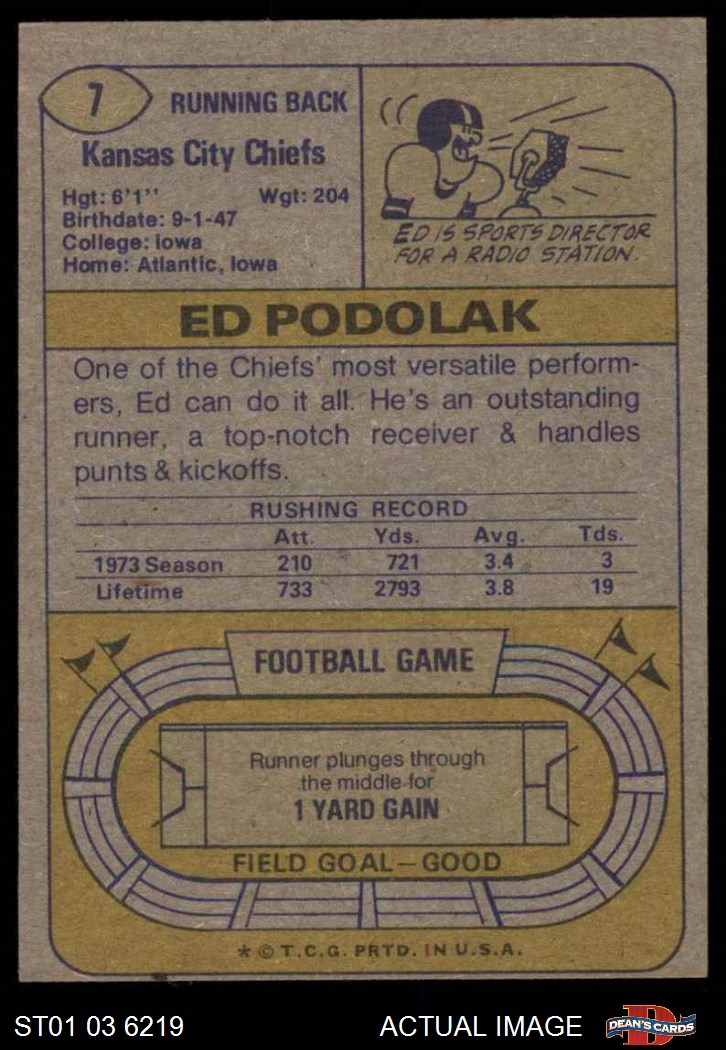 7
RUNNING BACK
Kansas City Chiefs
Hgt: 6'1'' Wgt: 204
Birthdate: 9-1-47
College: Iowa
Home: Atlantic, Iowa
ED IS SPORTS DIRECTOR
FOR A RADIO STATION.
ED PODOLAK
One of the Chiefs' most versatile perform-
ers, Ed can do it all. He's an outstanding
runner, a top-notch receiver & handles
punts & kickoffs.
RUSHING RECORD
Att. Yds. Avg. Tds.
1973 Season 210 721 3.4 3
Lifetime 733 2793 3.8 19
FOOTBALL GAME
Runner plunges through
the middle for
1 YARD GAIN
FIELD GOAL—GOOD
* © T.C.G. PRTD. IN U.S.A.
ST01 03 6219
ACTUAL IMAGE
D
DEAN'S CARDS